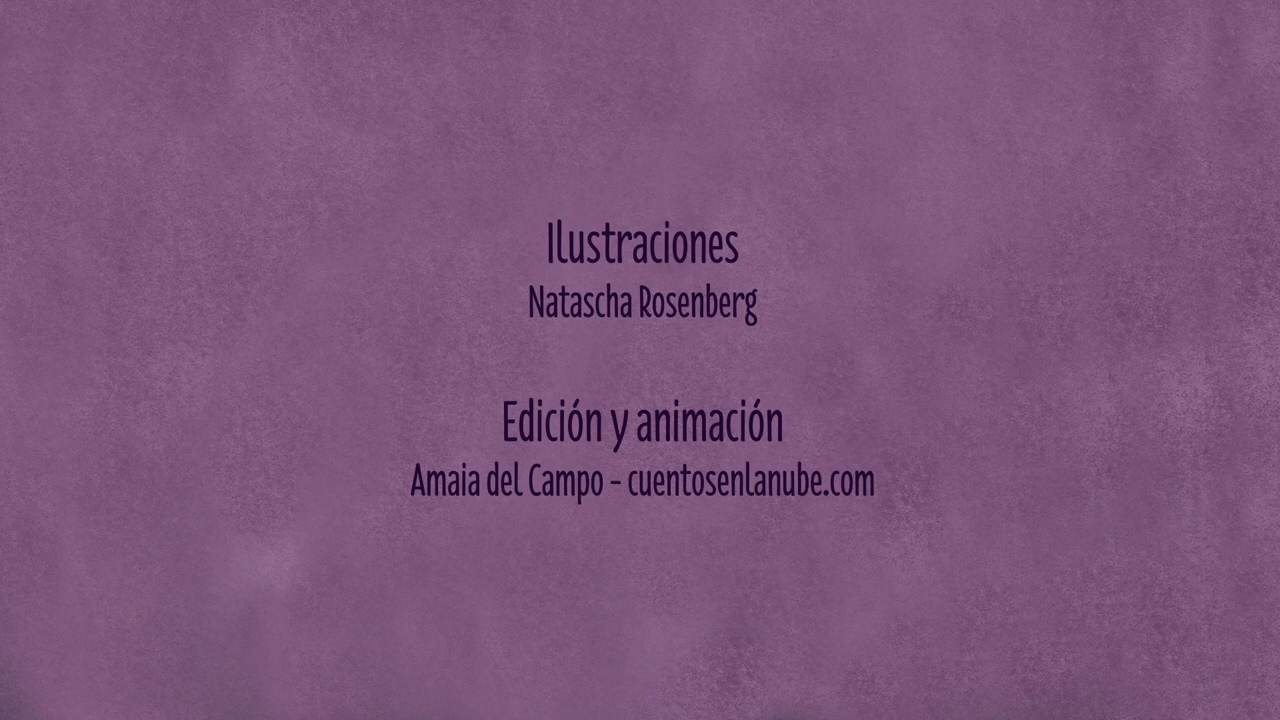 Ilustraciones
Natascha Rosenberg
Edición y animación
Amaia del Campo - cuentosenlanube.com